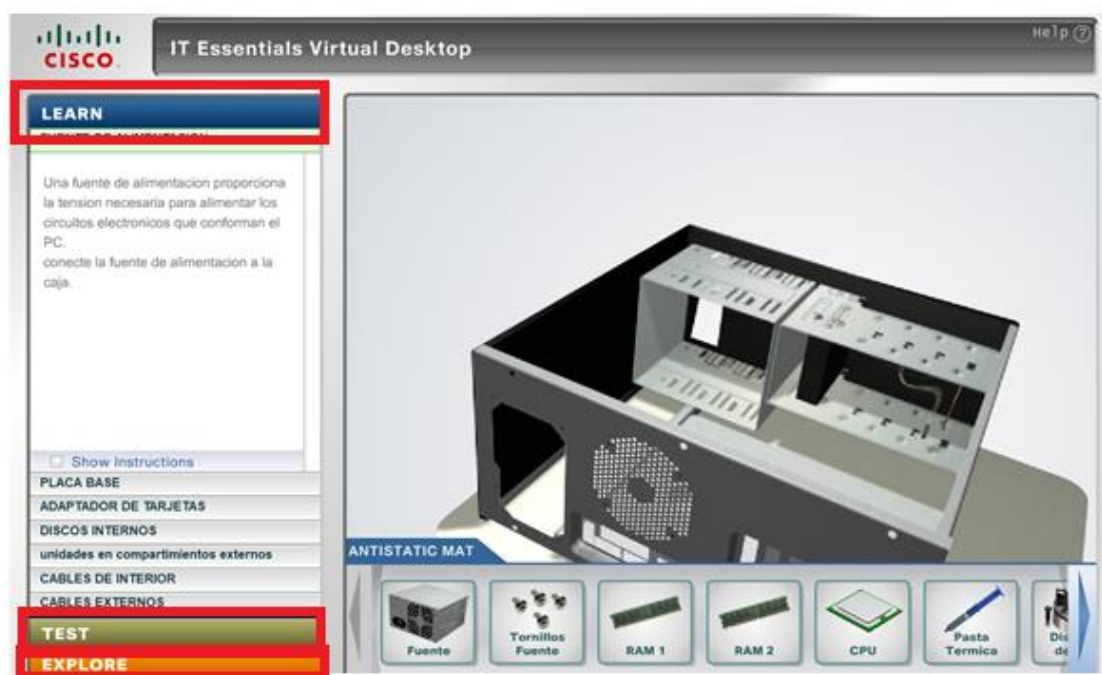 CISCO
IT Essentials Virtual Desktop
Help ?
LEARN
FUENTE DE ALIMENTACION
Una fuente de alimentacion proporciona
la tension necesaria para alimentar los
circuitos electronicos que conforman el
PC.
conecte la fuente de alimentacion a la
caja.
Show Instructions
PLACA BASE
ADAPTADOR DE TARJETAS
DISCOS INTERNOS
unidades en compartimientos externos
CABLES DE INTERIOR
CABLES EXTERNOS
TEST
EXPLORE
ANTISTATIC MAT
Fuente
Tornillos
Fuente
RAM 1
RAM 2
CPU
Pasta
Termica